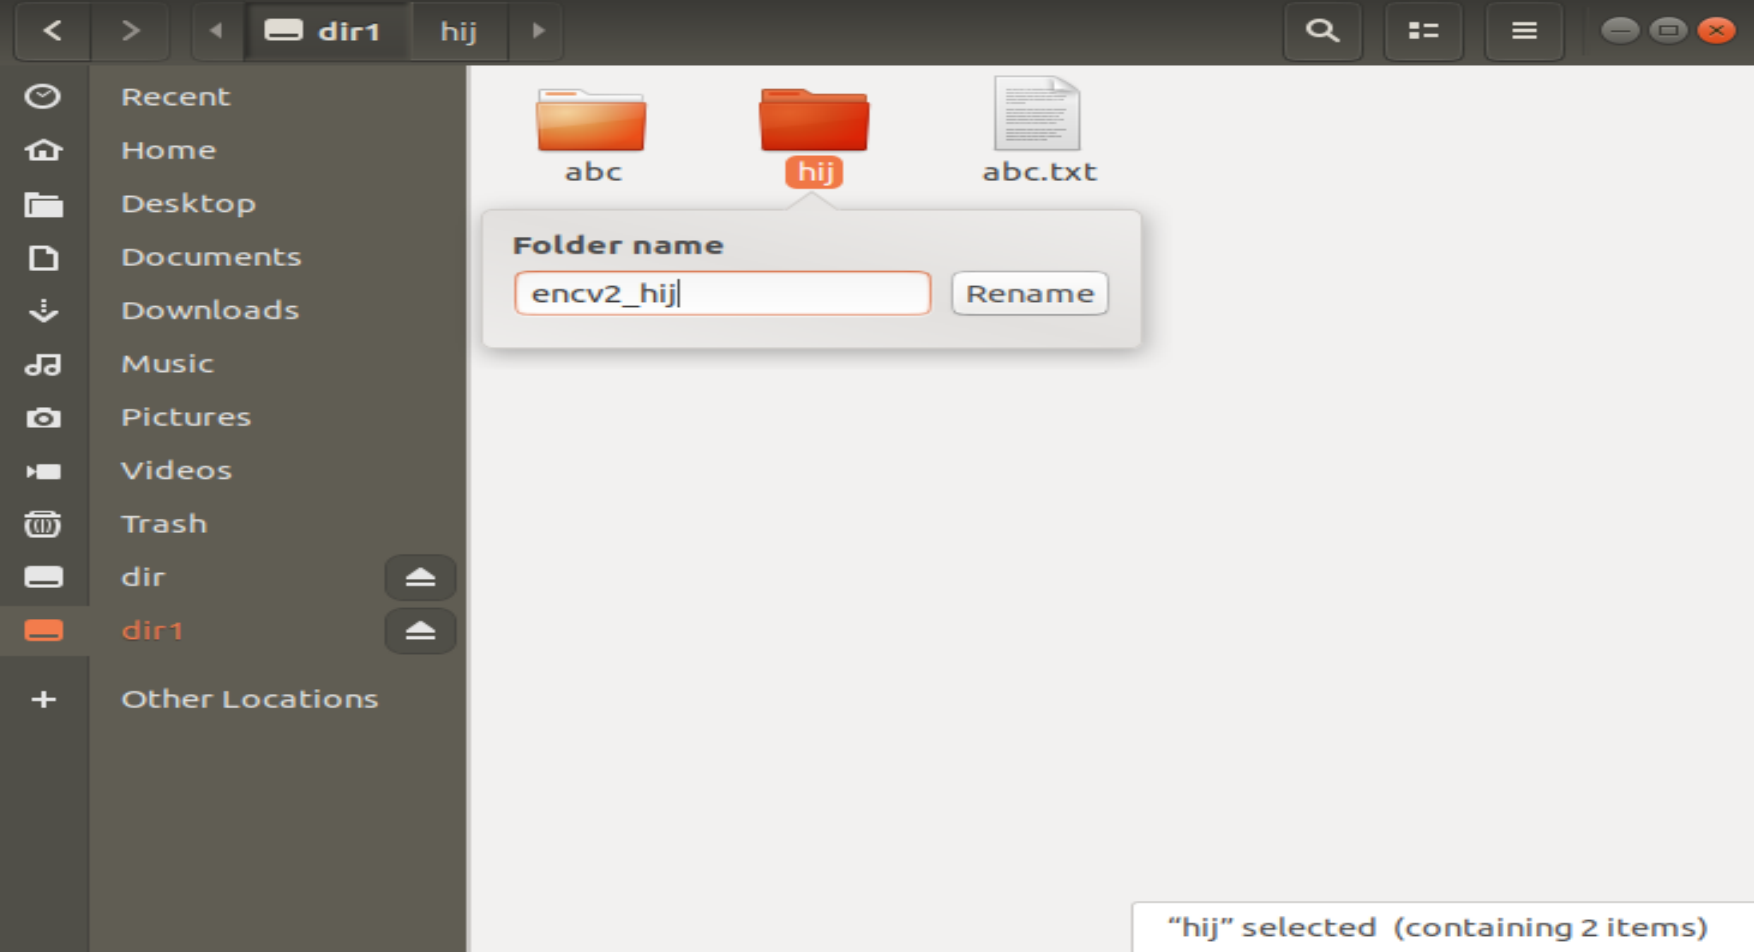 dir1 hij
Recent
Home
Desktop
Documents
Downloads
Music
Pictures
Videos
Trash
dir
dir1
Other Locations
abc hij abc.txt
Folder name
encv2_hij Rename
“hij” selected (containing 2 items)